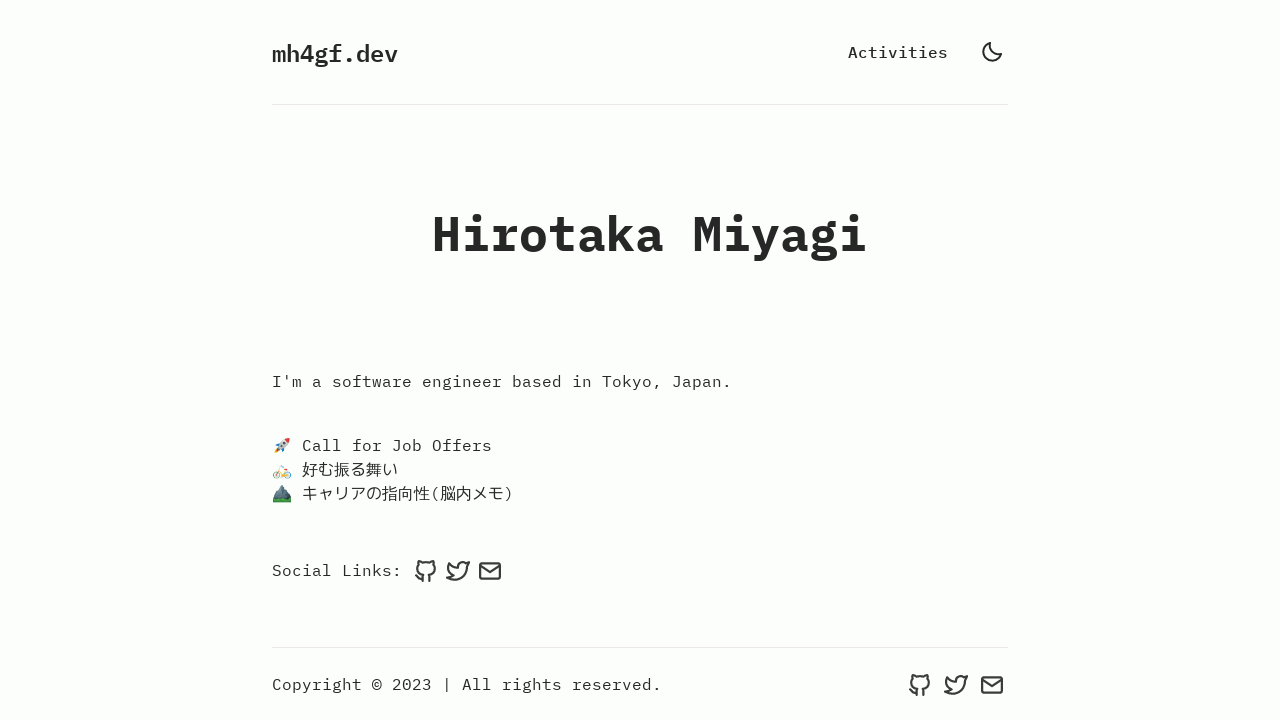 mh4gf.dev
Activities
Hirotaka Miyagi
I'm a software engineer based in Tokyo, Japan.
🚀 Call for Job Offers
🚲 好む振る舞い
⛰️ キャリアの指向性(脳内メモ)
Social Links:
Copyright © 2023 | All rights reserved.